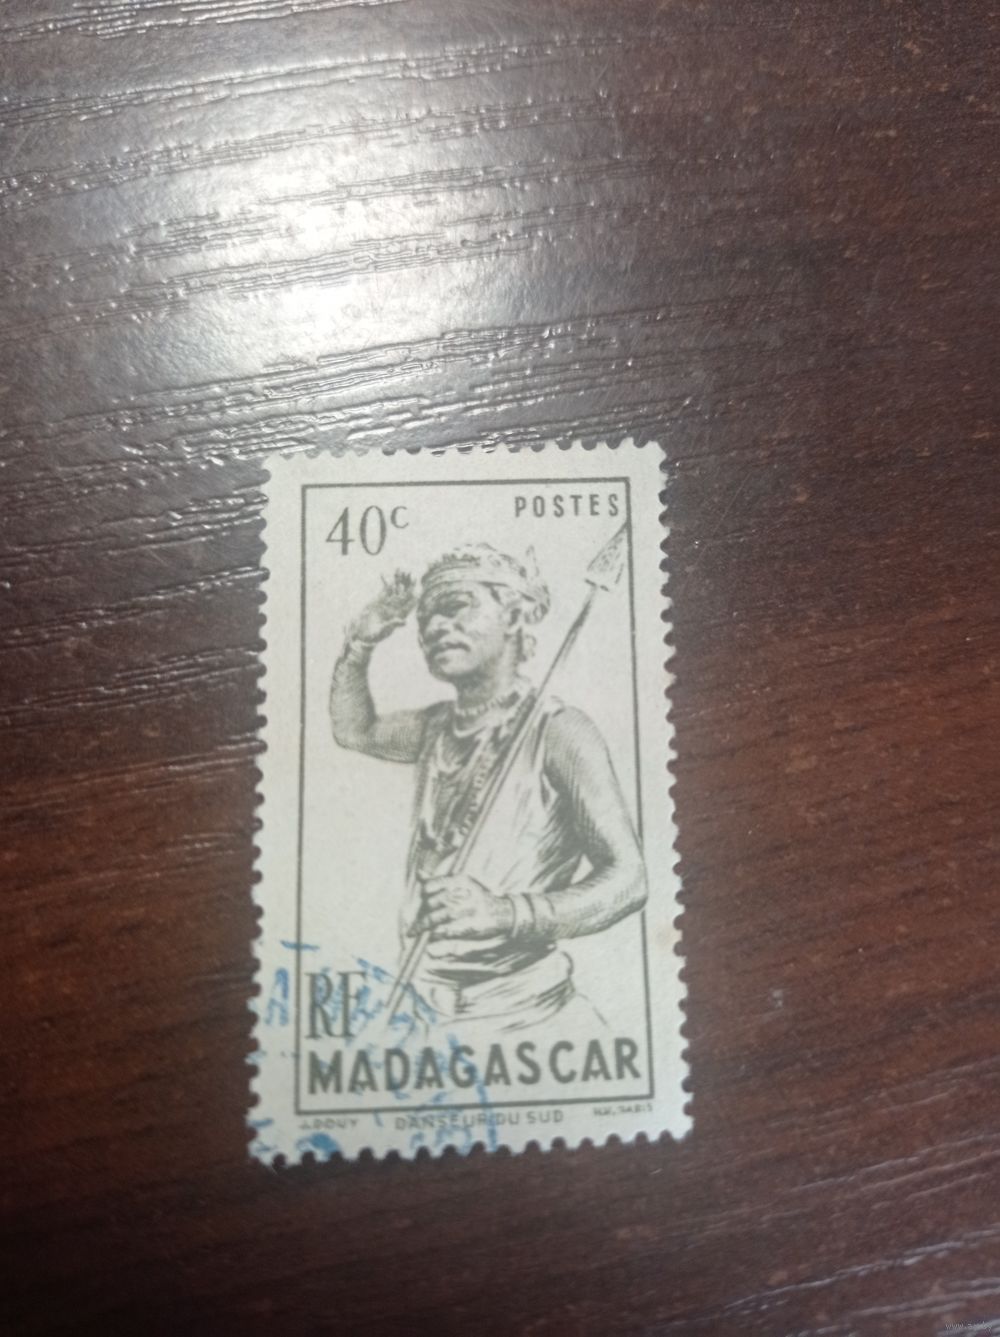 40c POSTES
RF
MADAGASCAR
DANSEUR DU SUD